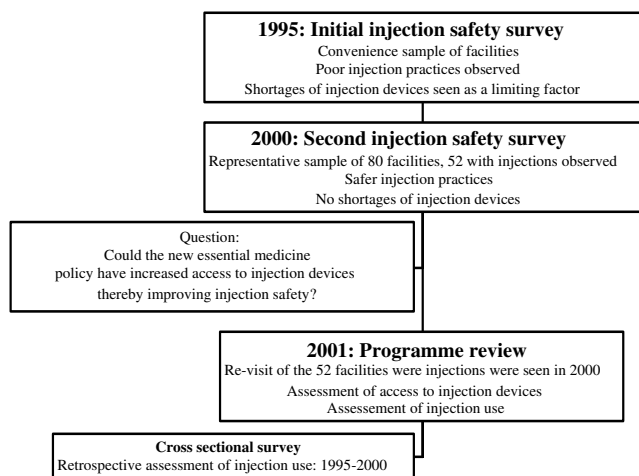 1995: Initial injection safety survey
Convenience sample of facilities
Poor injection practices observed
Shortages of injection devices seen as a limiting factor
2000: Second injection safety survey
Representative sample of 80 facilities, 52 with injections observed
Safer injection practices
No shortages of injection devices
Question:
Could the new essential medicine
policy have increased access to injection devices
thereby improving injection safety?
2001: Programme review
Re-visit of the 52 facilities were injections were seen in 2000
Assessment of access to injection devices
Assessement of injection use
Cross sectional survey
Retrospective assessment of injection use: 1995-2000